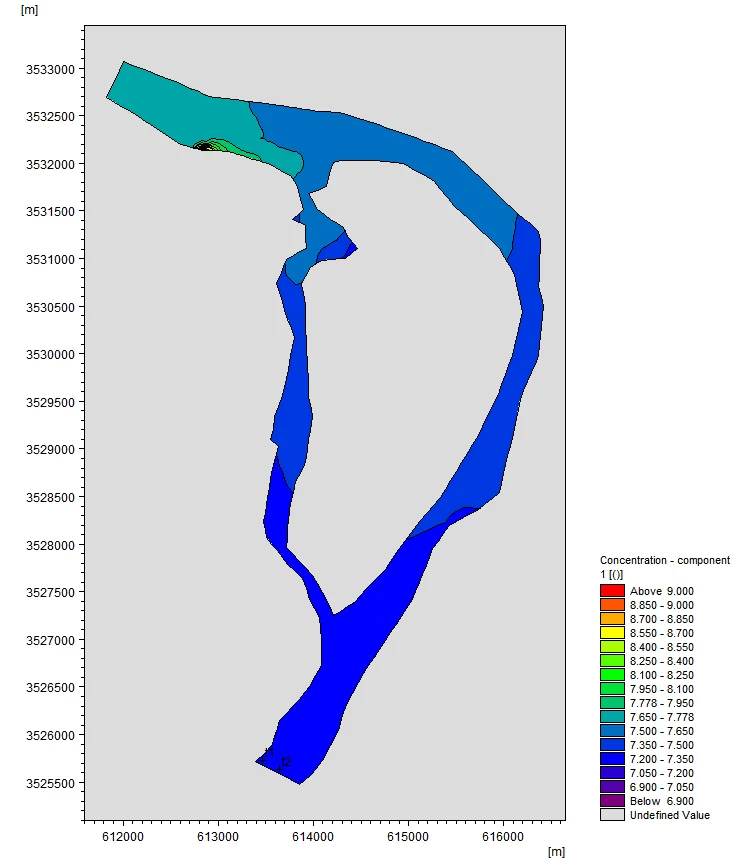 [m]
3533000
3532500
3532000
3531500
3531000
3530500
3530000
3529500
3529000
3528500
3528000
3527500
3527000
3526500
3526000
3525500
t2
612000 613000 614000 615000 616000
[m]
Concentration - component
1 [()]
Above 9.000
8.850 - 9.000
8.700 - 8.850
8.550 - 8.700
8.400 - 8.550
8.250 - 8.400
8.100 - 8.250
7.950 - 8.100
7.778 - 7.950
7.650 - 7.778
7.500 - 7.650
7.350 - 7.500
7.200 - 7.350
7.050 - 7.200
6.900 - 7.050
Below 6.900
Undefined Value